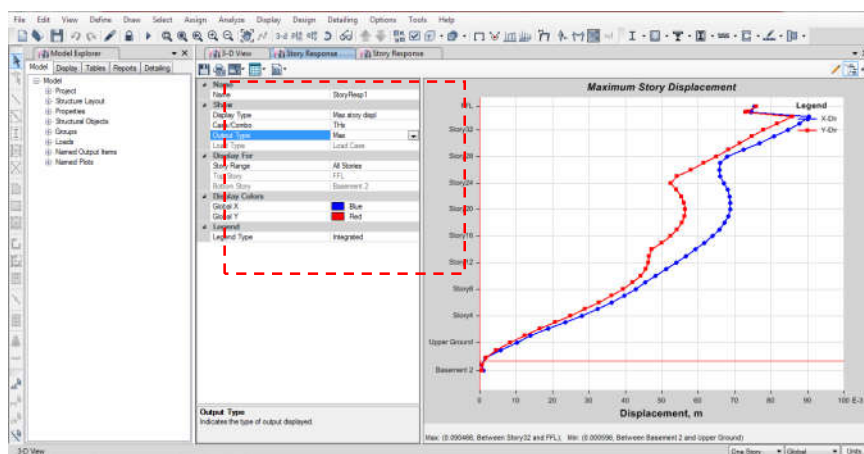 File Edit View Define Draw Select Assign Analyze Display Design Detailing Options Tools Help
3-d
Model Explorer
3-D View
Story Response
Story Response
Model Display Tables Reports Detailing
Model
Project
Structure Layout
Properties
Structural Objects
Groups
Loads
Named Output Items
Named Plots
Name
Name StoryResp1
Show
Display Type Max story displ
Case/Combo THx
Output Type Max
Load Type Load Case
Display For
Story Range All Stories
Top Story FFL
Bottom Story Basement 2
Display Colors
Global X Blue
Global Y Red
Legend
Legend Type Integrated
Output Type
Indicates the type of output displayed.
Maximum Story Displacement
Legend
X-Dir
Y-Dir
FFL
Story32
Story28
Story24
Story20
Story16
Story12
Story8
Story4
Upper Ground
Basement 2
0 10 20 30 40 50 60 70 80 90 100 E-3
Displacement, m
Max: (0.090466, Between Story32 and FFL); Min: (0.000596, Between Basement 2 and Upper Ground)
3-D View
One Story Global Units